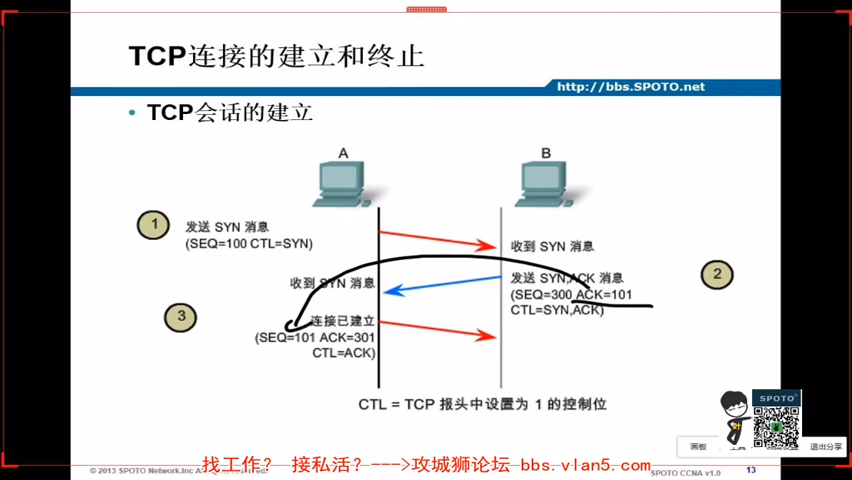 TCP连接的建立和终止
http://bbs.SPOTO.net
• TCP会话的建立
A
B
1
发送 SYN 消息
(SEQ=100 CTL=SYN)
收到 SYN 消息
发送 SYN,ACK 消息
(SEQ=300 ACK=101
CTL=SYN,ACK)
2
收到 SYN 消息
3
连接已建立
(SEQ=101 ACK=301
CTL=ACK)
CTL = TCP 报头中设置为 1 的控制位
SPOTO
画板
退出分享
找工作? 接私活? --->攻城狮论坛 bbs.vlan5.com
© 2013 SPOTO Network.Inc
SPOTO CCNA v1.0
13